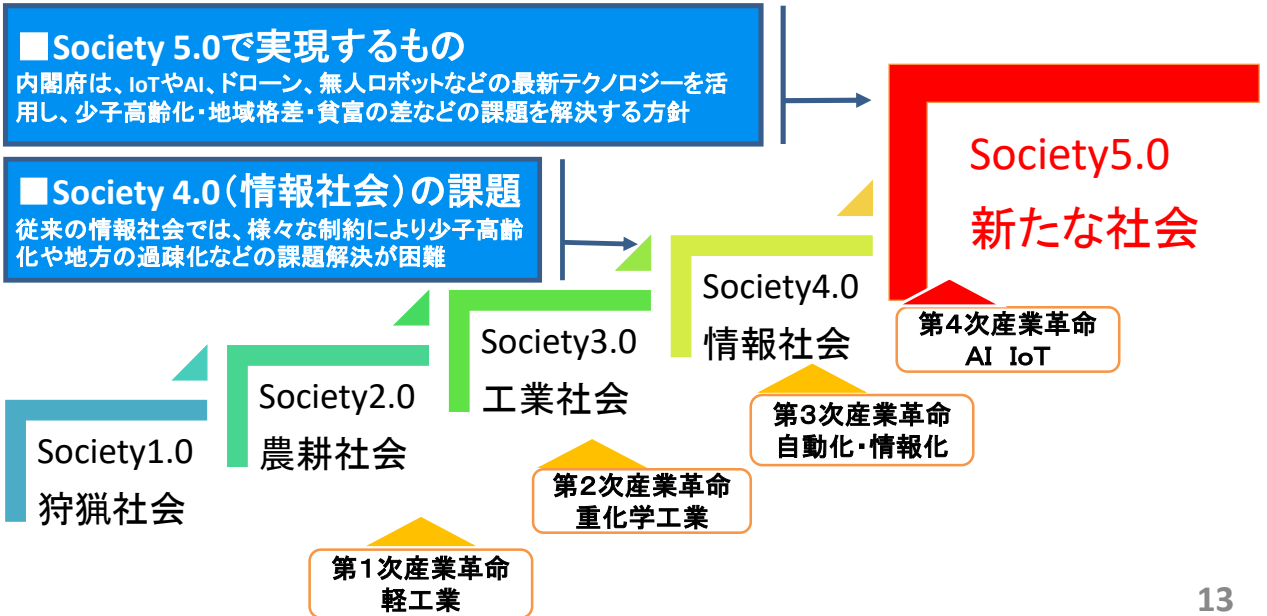 ■Society 5.0で実現するもの
内閣府は、IoTやAI、ドローン、無人ロボットなどの最新テクノロジーを活
用し、少子高齢化・地域格差・貧富の差などの課題を解決する方針
■Society 4.0(情報社会)の課題
従来の情報社会では、様々な制約により少子高齢
化や地方の過疎化などの課題解決が困難
Society1.0
狩猟社会
Society2.0
農耕社会
Society3.0
工業社会
Society4.0
情報社会
Society5.0
新たな社会
第1次産業革命
軽工業
第2次産業革命
重化学工業
第3次産業革命
自動化・情報化
第4次産業革命
AI IoT
13